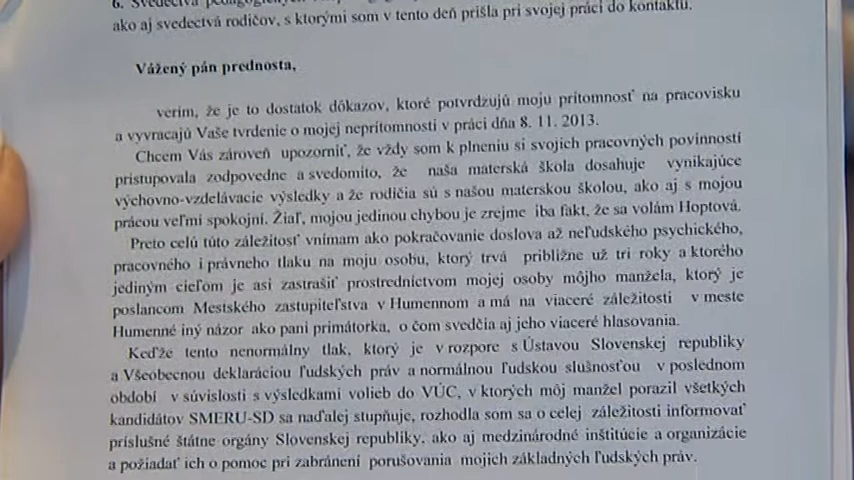 6. Svedectvá pedagogických
ako aj svedectvá rodičov, s ktorými som v tento deň prišla pri svojej práci do kontaktu.
Vážený pán prednosta,
verím, že je to dostatok dôkazov, ktoré potvrdzujú moju prítomnosť na pracovisku
a vyvracajú Vaše tvrdenie o mojej neprítomnosti v práci dňa 8. 11. 2013.
Chcem Vás zároveň upozorniť, že vždy som k plneniu si svojich pracovných povinností
pristupovala zodpovedne a svedomito, že naša materská škola dosahuje vynikajúce
výchovno-vzdelávacie výsledky a že rodičia sú s našou materskou školou, ako aj s mojou
prácou veľmi spokojní. Žiaľ, mojou jedinou chybou je zrejme iba fakt, že sa volám Hoptová.
Preto celú túto záležitosť vnímam ako pokračovanie doslova až neľudského psychického,
pracovného i právneho tlaku na moju osobu, ktorý trvá približne už tri roky a ktorého
jediným cieľom je asi zastrašiť prostredníctvom mojej osoby môjho manžela, ktorý je
poslancom Mestského zastupiteľstva v Humennom a má na viaceré záležitosti v meste
Humenné iný názor ako pani primátorka, o čom svedčia aj jeho viaceré hlasovania.
Keďže tento nenormálny tlak, ktorý je v rozpore s Ústavou Slovenskej republiky
a Všeobecnou deklaráciou ľudských práv a normálnou ľudskou slušnosťou v poslednom
období v súvislosti s výsledkami volieb do VÚC, v ktorých môj manžel porazil všetkých
kandidátov SMERU-SD sa naďalej stupňuje, rozhodla som sa o celej záležitosti informovať
príslušné štátne orgány Slovenskej republiky, ako aj medzinárodné inštitúcie a organizácie
a požiadať ich o pomoc pri zabránení porušovania mojich základných ľudských práv.